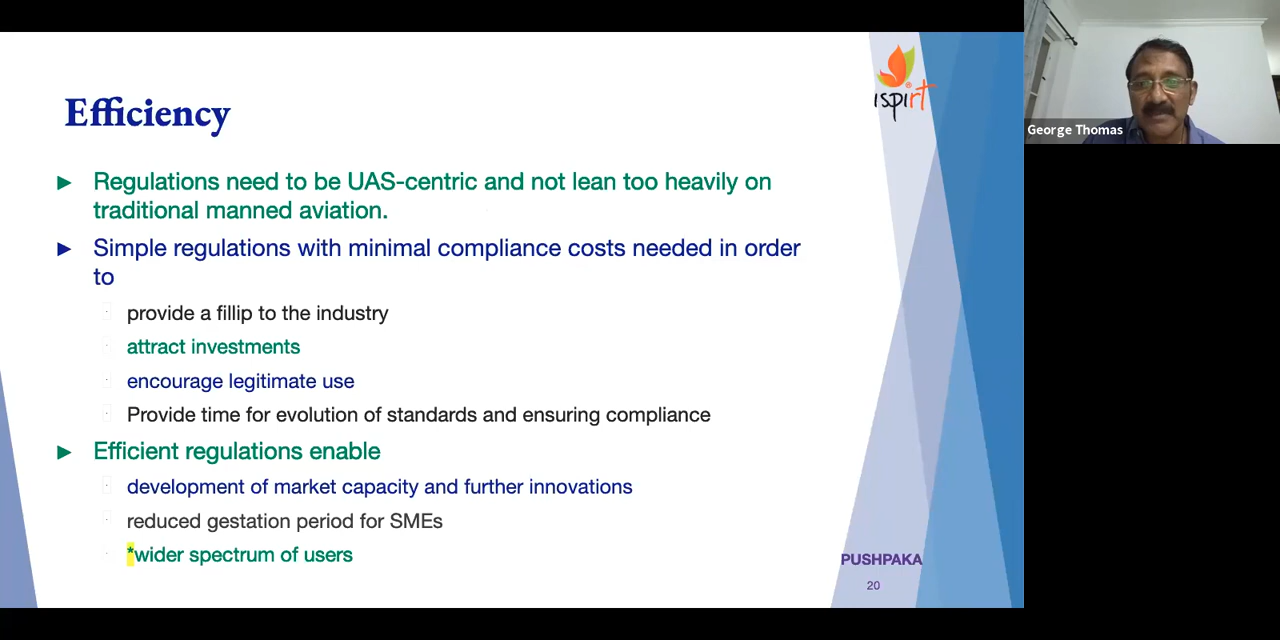 Efficiency
► Regulations need to be UAS-centric and not lean too heavily on
traditional manned aviation.
► Simple regulations with minimal compliance costs needed in order
to
provide a fillip to the industry
attract investments
encourage legitimate use
Provide time for evolution of standards and ensuring compliance
► Efficient regulations enable
development of market capacity and further innovations
reduced gestation period for SMEs
*wider spectrum of users
ispirt
PUSHPAKA
20
George Thomas